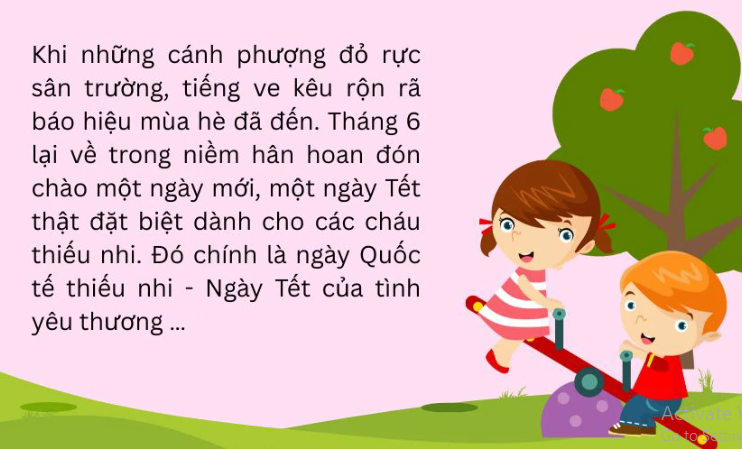 Khi những cánh phượng đỏ rực
sân trường, tiếng ve kêu rộn rã
báo hiệu mùa hè đã đến. Tháng 6
lại về trong niềm hân hoan đón
chào một ngày mới, một ngày Tết
thật đặt biệt dành cho các cháu
thiếu nhi. Đó chính là ngày Quốc
tế thiếu nhi - Ngày Tết của tình
yêu thương ...
Activate
to